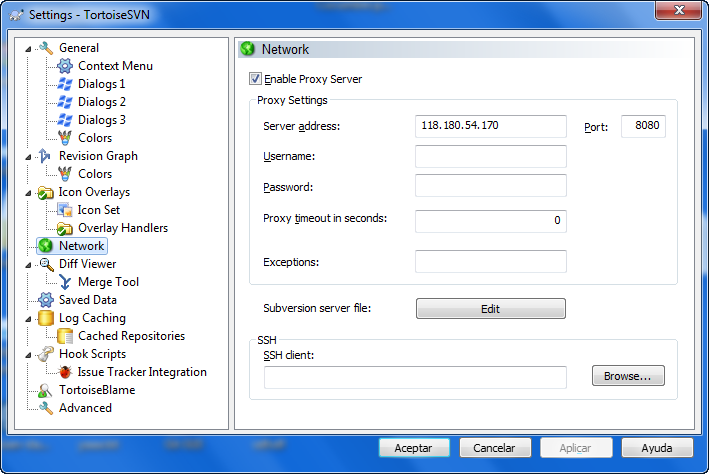 Settings - TortoiseSVN
General
Context Menu
Dialogs 1
Dialogs 2
Dialogs 3
Colors
Revision Graph
Colors
Icon Overlays
Icon Set
Overlay Handlers
Network
Diff Viewer
Merge Tool
Saved Data
Log Caching
Cached Repositories
Hook Scripts
Issue Tracker Integration
TortoiseBlame
Advanced
Network
Enable Proxy Server
Proxy Settings
Server address: 118.180.54.170 Port: 8080
Username:
Password:
Proxy timeout in seconds: 0
Exceptions:
Subversion server file: Edit
SSH
SSH client:
Browse...
Aceptar Cancelar Aplicar Ayuda